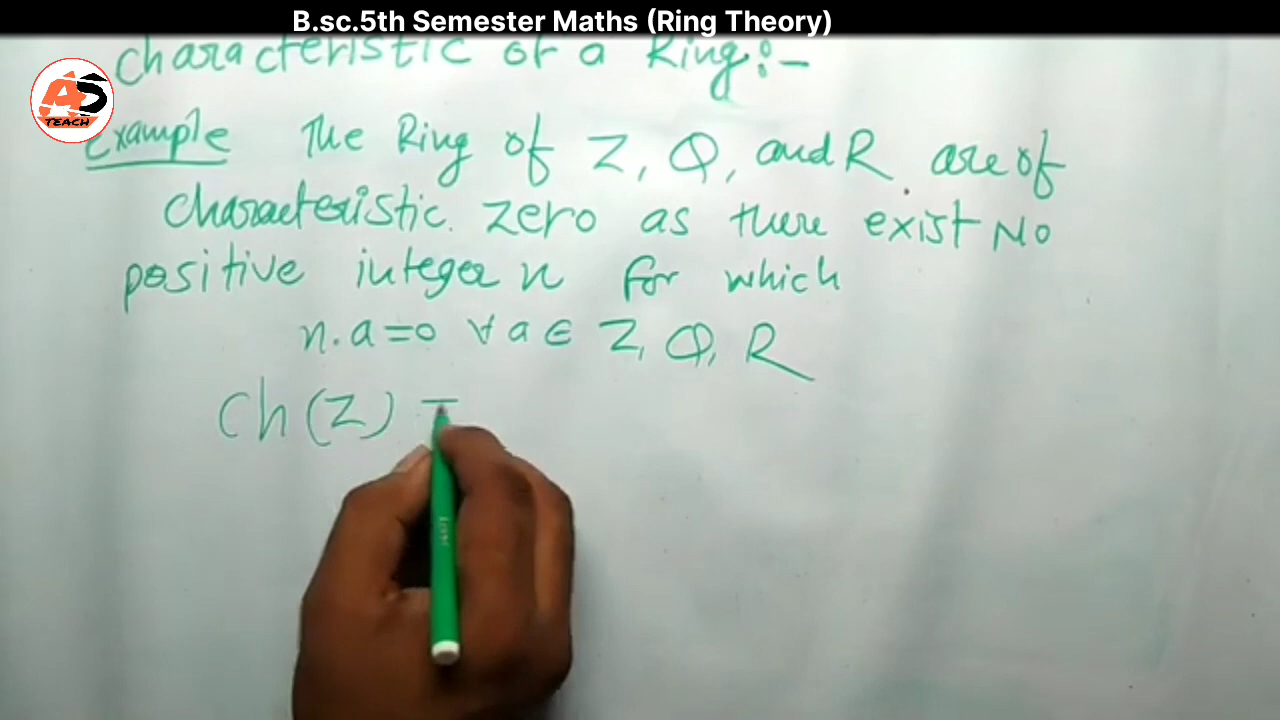 B.sc.5th Semester Maths (Ring Theory)
Characteristic of a Ring:-
AS
TEACH
Example The Ring of Z, Q, and R are of
characteristic zero as there exist No
positive integer n for which
n.a=0 ∀ a ∈ Z, Q, R
Ch(Z) =